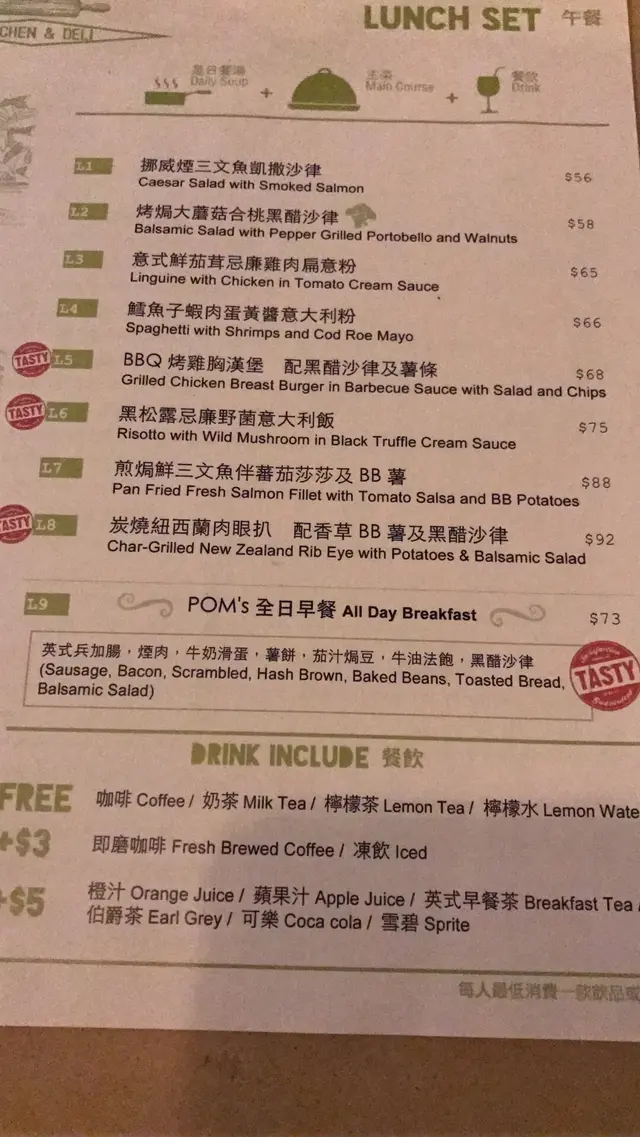 CHEN & DELI
LUNCH SET 午餐
是日餐湯 Daily Soup + 主菜 Main Course + 餐飲 Drink
L1 挪威煙三文魚凱撒沙律 $56
Caesar Salad with Smoked Salmon
L2 烤焗大蘑菇合桃黑醋沙律 $58
Balsamic Salad with Pepper Grilled Portobello and Walnuts
L3 意式鮮茄茸忌廉雞肉扁意粉 $65
Linguine with Chicken in Tomato Cream Sauce
L4 鱈魚子蝦肉蛋黃醬意大利粉 $66
Spaghetti with Shrimps and Cod Roe Mayo
TASTY L5 BBQ 烤雞胸漢堡 配黑醋沙律及薯條 $68
Grilled Chicken Breast Burger in Barbecue Sauce with Salad and Chips
TASTY L6 黑松露忌廉野菌意大利飯 $75
Risotto with Wild Mushroom in Black Truffle Cream Sauce
L7 煎焗鮮三文魚伴蕃茄莎莎及 BB 薯 $88
Pan Fried Fresh Salmon Fillet with Tomato Salsa and BB Potatoes
TASTY L8 炭燒紐西蘭肉眼扒 配香草 BB 薯及黑醋沙律 $92
Char-Grilled New Zealand Rib Eye with Potatoes & Balsamic Salad
L9 POM's 全日早餐 All Day Breakfast $73
英式兵加腸，煙肉，牛奶滑蛋，薯餅，茄汁焗豆，牛油法飽，黑醋沙律
(Sausage, Bacon, Scrambled, Hash Brown, Baked Beans, Toasted Bread,
Balsamic Salad)
TASTY
DRINK INCLUDE 餐飲
FREE 咖啡 Coffee / 奶茶 Milk Tea / 檸檬茶 Lemon Tea / 檸檬水 Lemon Wate
+$3 即磨咖啡 Fresh Brewed Coffee / 凍飲 Iced
+$5 橙汁 Orange Juice / 蘋果汁 Apple Juice / 英式早餐茶 Breakfast Tea /
伯爵茶 Earl Grey / 可樂 Coca cola / 雪碧 Sprite
每人最低消費一款飲品或